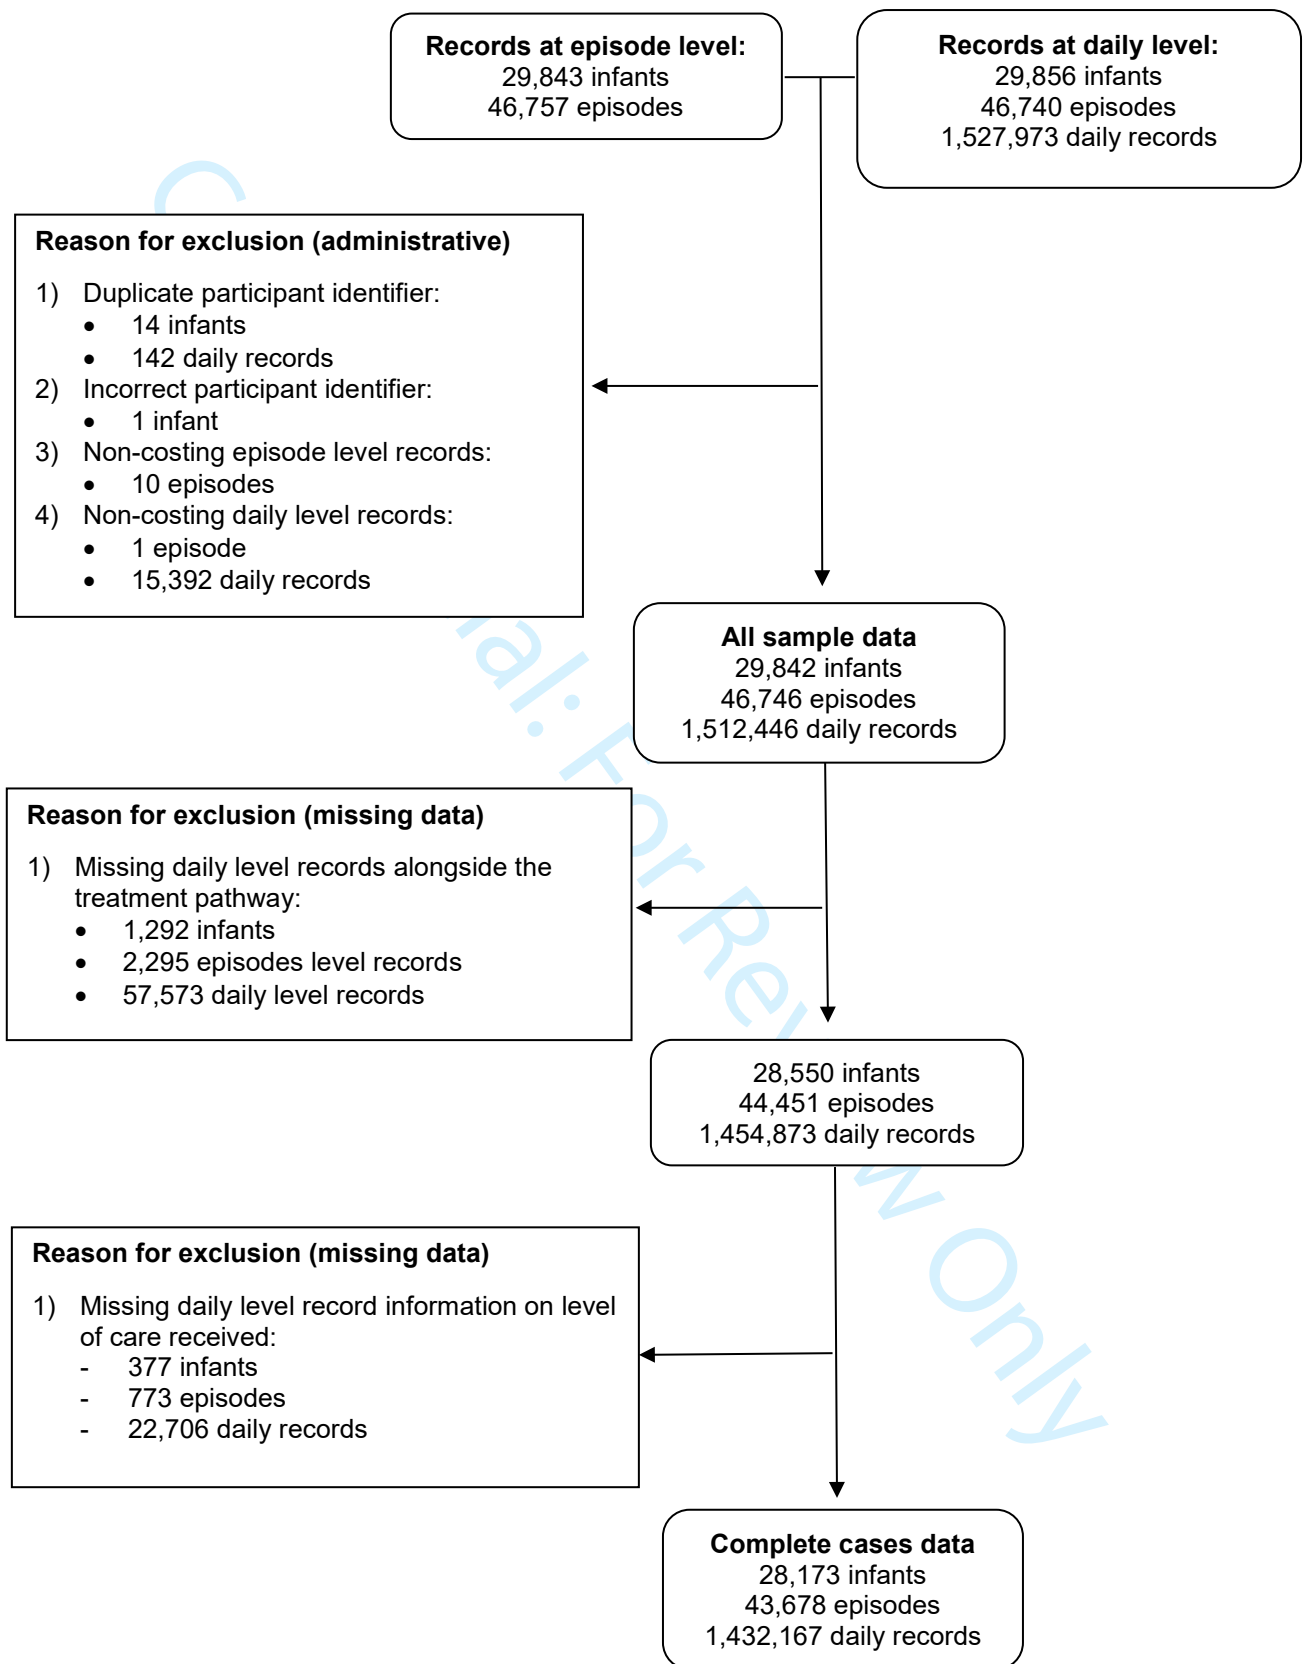 Records at episode level:
29,843 infants
46,757 episodes
Records at daily level:
29,856 infants
46,740 episodes
1,527,973 daily records
Reason for exclusion (administrative)
1) Duplicate participant identifier:
• 14 infants
• 142 daily records
2) Incorrect participant identifier:
• 1 infant
3) Non-costing episode level records:
• 10 episodes
4) Non-costing daily level records:
• 1 episode
• 15,392 daily records
All sample data
29,842 infants
46,746 episodes
1,512,446 daily records
Reason for exclusion (missing data)
1) Missing daily level records alongside the
treatment pathway:
• 1,292 infants
• 2,295 episodes level records
• 57,573 daily level records
28,550 infants
44,451 episodes
1,454,873 daily records
Reason for exclusion (missing data)
1) Missing daily level record information on level
of care received:
- 377 infants
- 773 episodes
- 22,706 daily records
Complete cases data
28,173 infants
43,678 episodes
1,432,167 daily records
nal: For Review Only